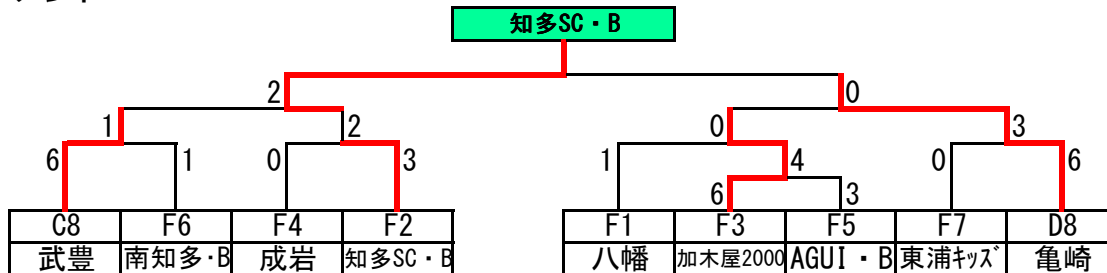 知多SC・B
2 0
1 2 0 3
6 1 0 3 1 4 0 6
6 3
C8 F6 F4 F2 F1 F3 F5 F7 D8
武豊 南知多・B 成岩 知多SC・B 八幡 加木屋2000 AGUI・B 東浦ｷｯｽﾞ 亀崎